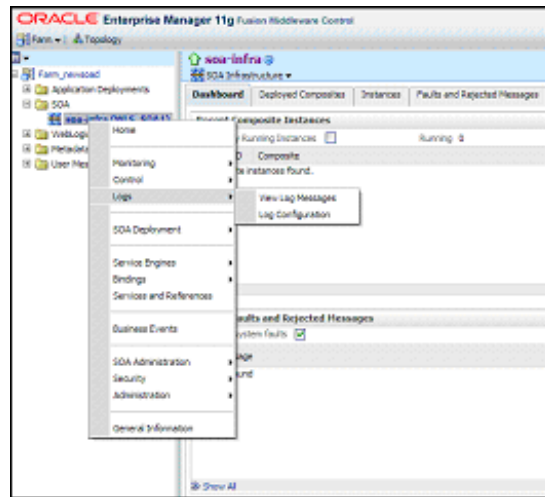 ORACLE Enterprise Manager 11g Fusion Middleware Control
Farm Topology
soa-infra
Farm_newsoad
SOA Infrastructure
Application Deployments
SOA
Dashboard Deployed Composites Instances Faults and Rejected Messages
soa-infra
Recent Composite Instances
WebLogic
Home
Running Instances
Running 0
Metadata
Composite
User Mes
Monitoring
instances found.
Control
Logs
View Log Messages
Log Configuration
SOA Deployment
Service Engines
Bindings
Services and References
Business Events
Faults and Rejected Messages
system faults
SOA Administration
Security
Administration
General Information
Show All